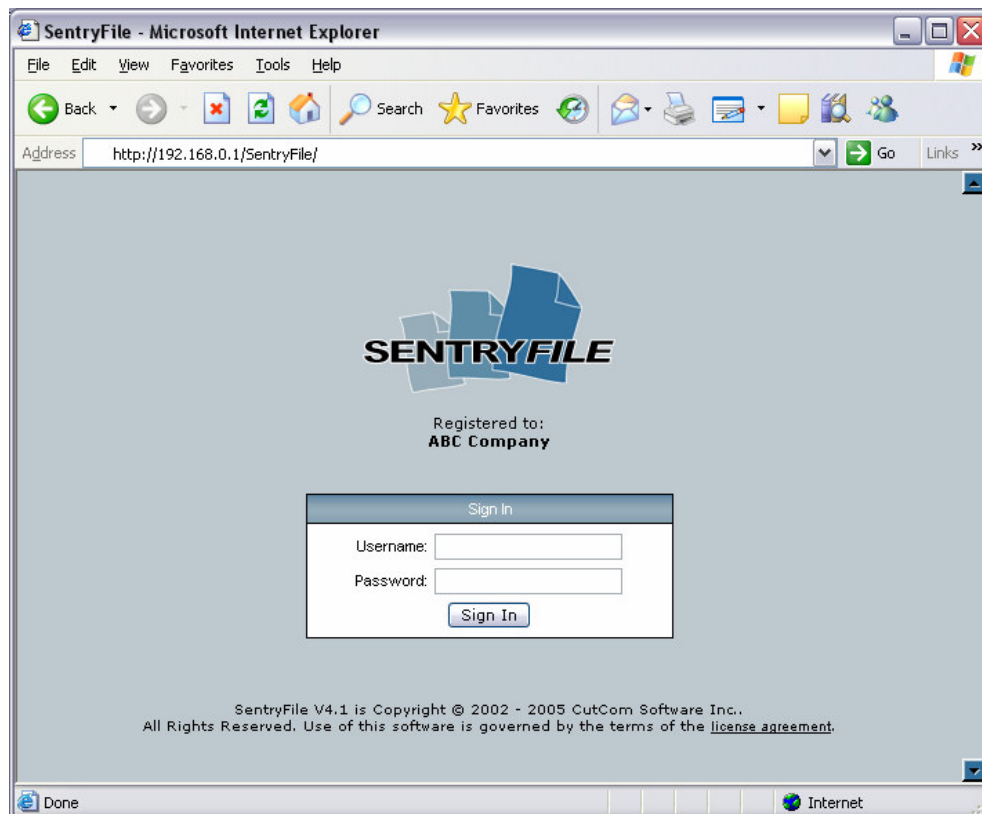 SentryFile - Microsoft Internet Explorer
File Edit View Favorites Tools Help
Back Search Favorites
Address http://192.168.0.1/SentryFile/ Go Links »
SENTRYFILE
Registered to:
ABC Company
Sign In
Username:
Password:
Sign In
SentryFile V4.1 is Copyright © 2002 - 2005 CutCom Software Inc..
All Rights Reserved. Use of this software is governed by the terms of the license agreement.
Done Internet